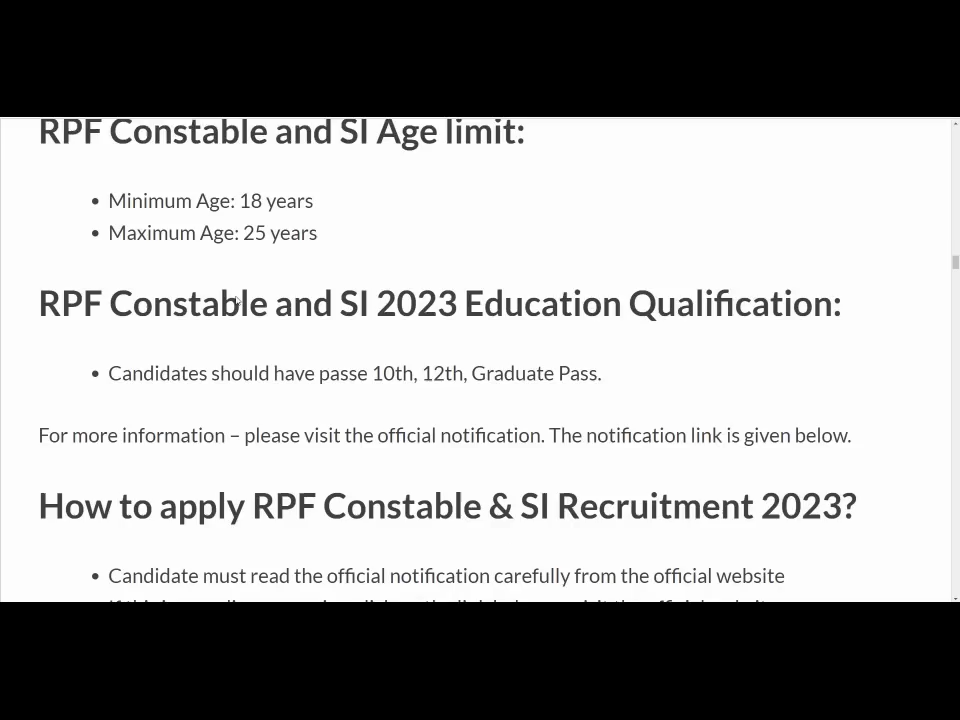 RPF Constable and SI Age limit:
• Minimum Age: 18 years
• Maximum Age: 25 years
RPF Constable and SI 2023 Education Qualification:
• Candidates should have passe 10th, 12th, Graduate Pass.
For more information – please visit the official notification. The notification link is given below.
How to apply RPF Constable & SI Recruitment 2023?
• Candidate must read the official notification carefully from the official website